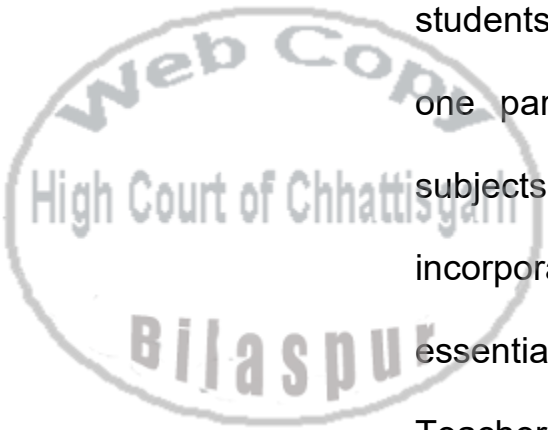 students
Web Copy
one par
High Court of Chhattisgarh
subjects
incorpora
Bilaspur
essentia
Teacher